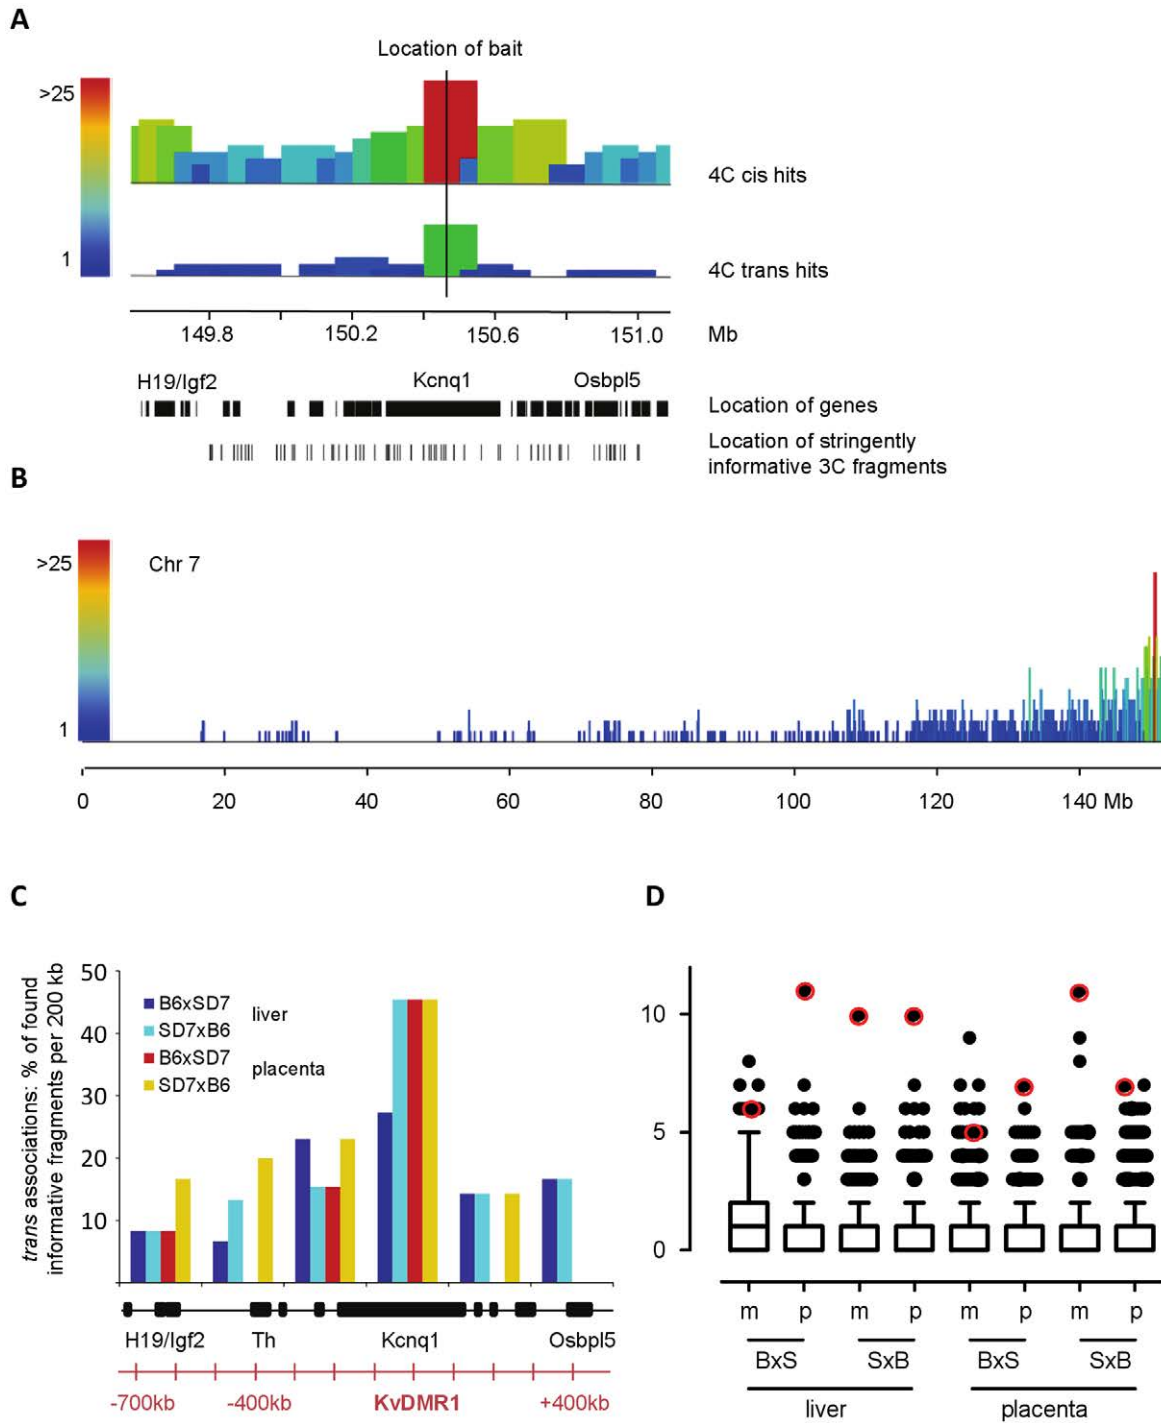 A
Location of bait
>25
1
4C cis hits
4C trans hits
149.8 150.2 150.6 151.0 Mb
H19/Igf2 Kcnq1 Osbpl5
Location of genes
Location of stringently
informative 3C fragments
B
>25
Chr 7
1
0 20 40 60 80 100 120 140 Mb
C
trans associations: % of found
informative fragments per 200 kb
50
40
30
20
10
B6xSD7
SD7xB6
liver
B6xSD7
SD7xB6
placenta
H19/Igf2 Th Kcnq1 Osbpl5
-700kb -400kb KvDMR1 +400kb
D
10
5
0
m p m p m p m p
BxS SxB BxS SxB
liver placenta